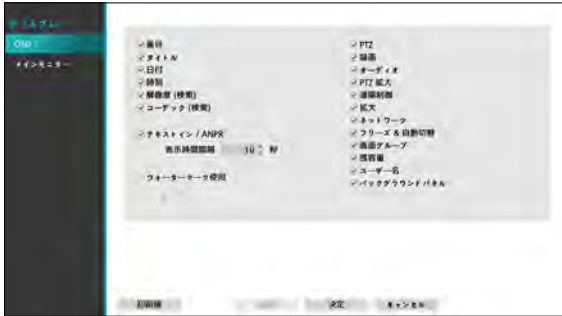 ディスプレイ
OSD
メインモニター
番号
タイトル
日付
時刻
解像度 (検索)
コーデック (検索)
テキストイン / ANPR
表示時間間隔 10 秒
ウォーターマーク使用
PTZ
録画
オーディオ
PTZ 拡大
遠隔制御
拡大
ネットワーク
フリーズ & 自動切替
画面グループ
残容量
ユーザー名
バックグラウンドパネル
初期値
決定
キャンセル